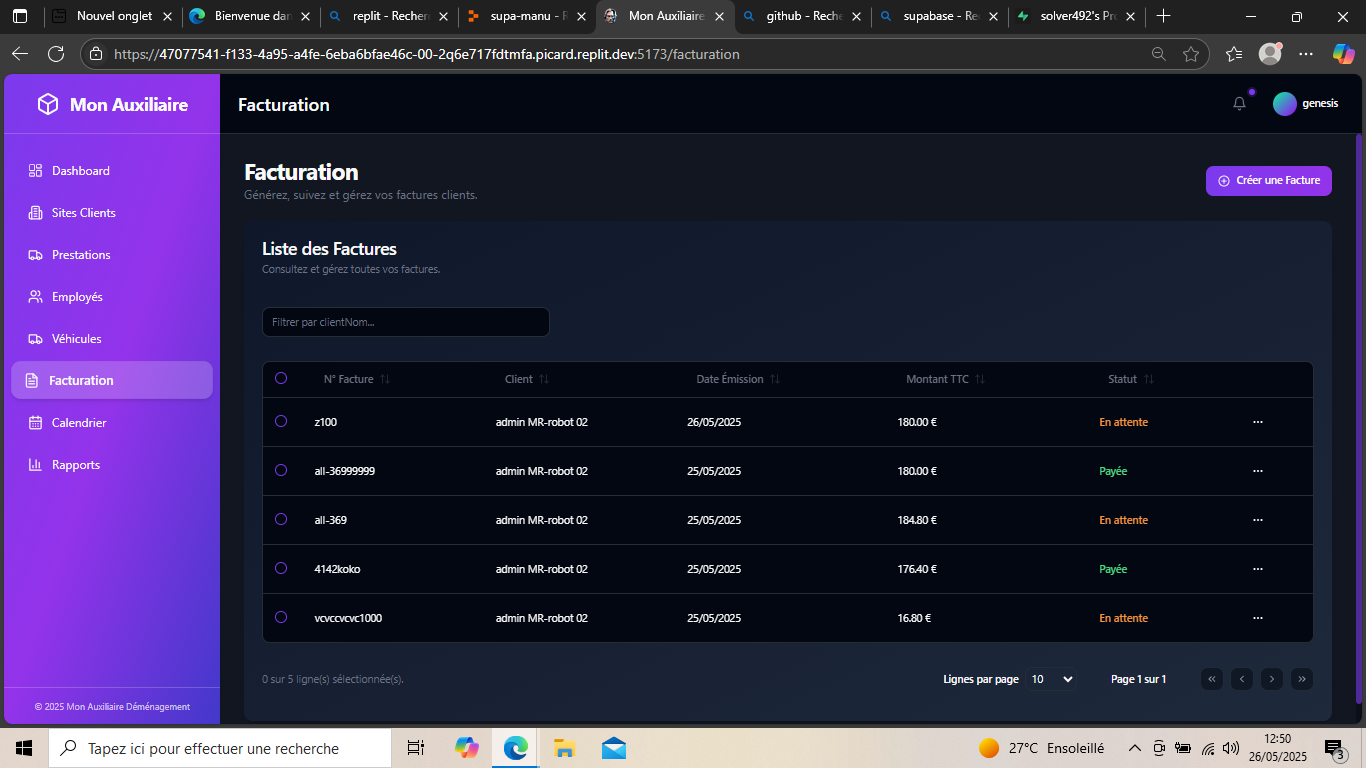 Nouvel onglet
Bienvenue dan
replit - Recher
supa-manu - R
Mon Auxiliaire
github - Reche
supabase - Re
solver492's Pr
https://47077541-f133-4a95-a4fe-6eba6bfae46c-00-2q6e717fdtmfa.picard.replit.dev:5173/facturation
Mon Auxiliaire
Facturation
genesis
Dashboard
Sites Clients
Prestations
Employés
Véhicules
Facturation
Calendrier
Rapports
© 2025 Mon Auxiliaire Déménagement
Facturation
Générez, suivez et gérez vos factures clients.
Créer une Facture
Liste des Factures
Consultez et gérez toutes vos factures.
Filtrer par clientNom...
N° Facture Client Date Émission Montant TTC Statut
z100 admin MR-robot 02 26/05/2025 180.00 € En attente ...
all-36999999 admin MR-robot 02 25/05/2025 180.00 € Payée ...
all-369 admin MR-robot 02 25/05/2025 184.80 € En attente ...
4142koko admin MR-robot 02 25/05/2025 176.40 € Payée ...
vcvccvcvc1000 admin MR-robot 02 25/05/2025 16.80 € En attente ...
0 sur 5 ligne(s) sélectionnée(s).
Lignes par page 10 Page 1 sur 1
Tapez ici pour effectuer une recherche
27°C Ensoleillé
12:50
26/05/2025
3